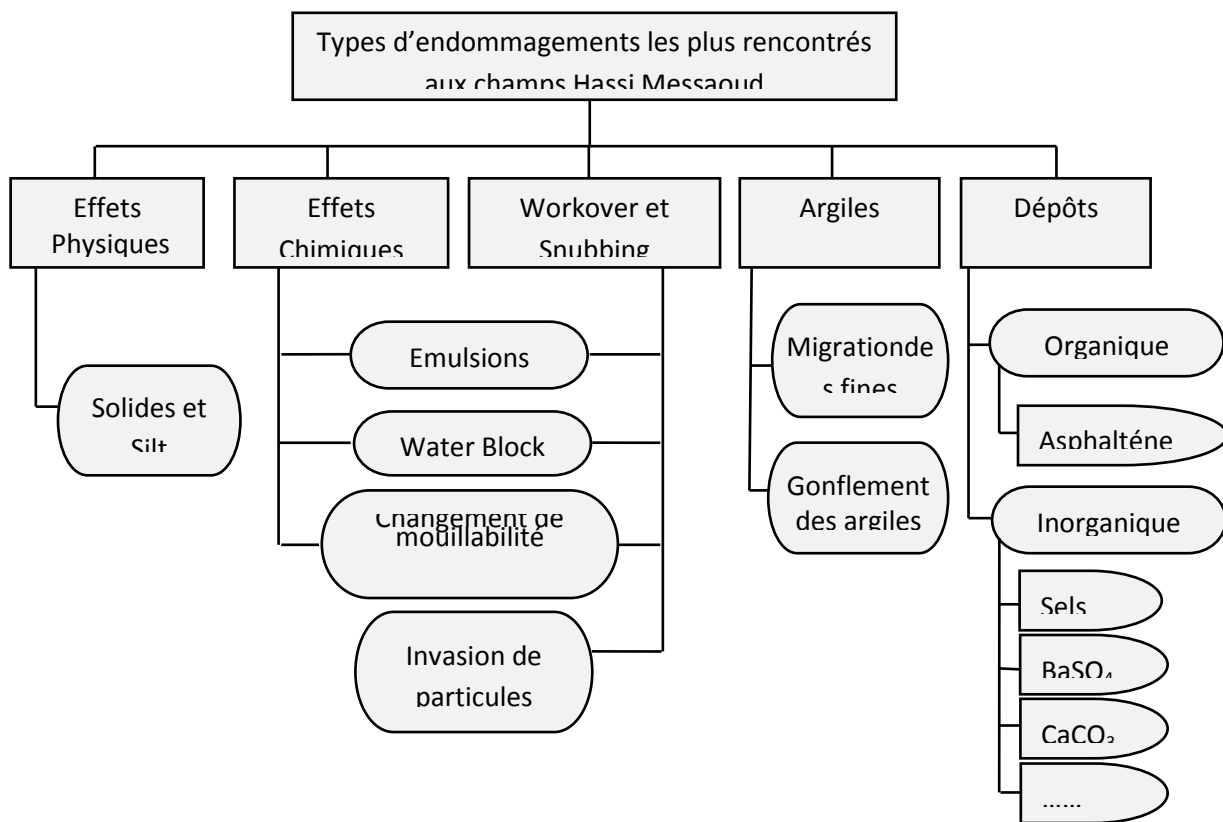 Types d'endommagements les plus rencontrés
aux champs Hassi Messaoud
Effets
Physiques
Effets
Chimiques
Workover et
Snubbing
Argiles
Dépôts
Solides et
Silt
Emulsions
Water Block
Changement de
mouillabilité
Invasion de
particules
Migrationde
s fines
Gonflement
des argiles
Organique
Asphalténe
Inorganique
Sels
BaSO₄
CaCO₃
……